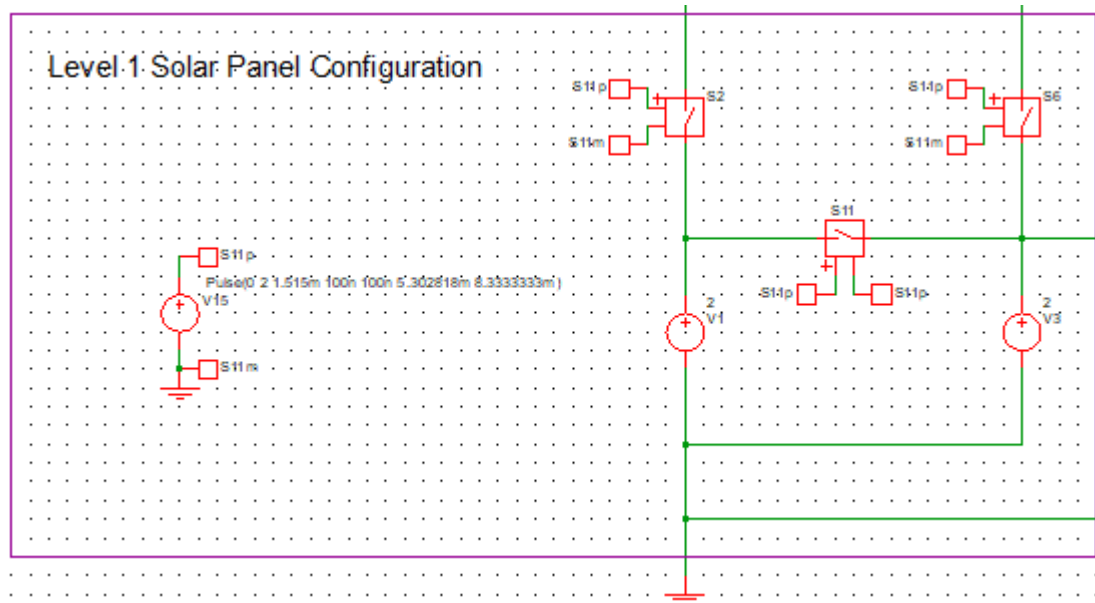 Level 1 Solar Panel Configuration
S11p
S2
S11m
S11p
S6
S11m
S11
S11p
S11p
S11p
Pulse(0 2 1.515m 100n 100n 5.302818m 8.3333333m)
V15
S11m
2
V1
2
V3